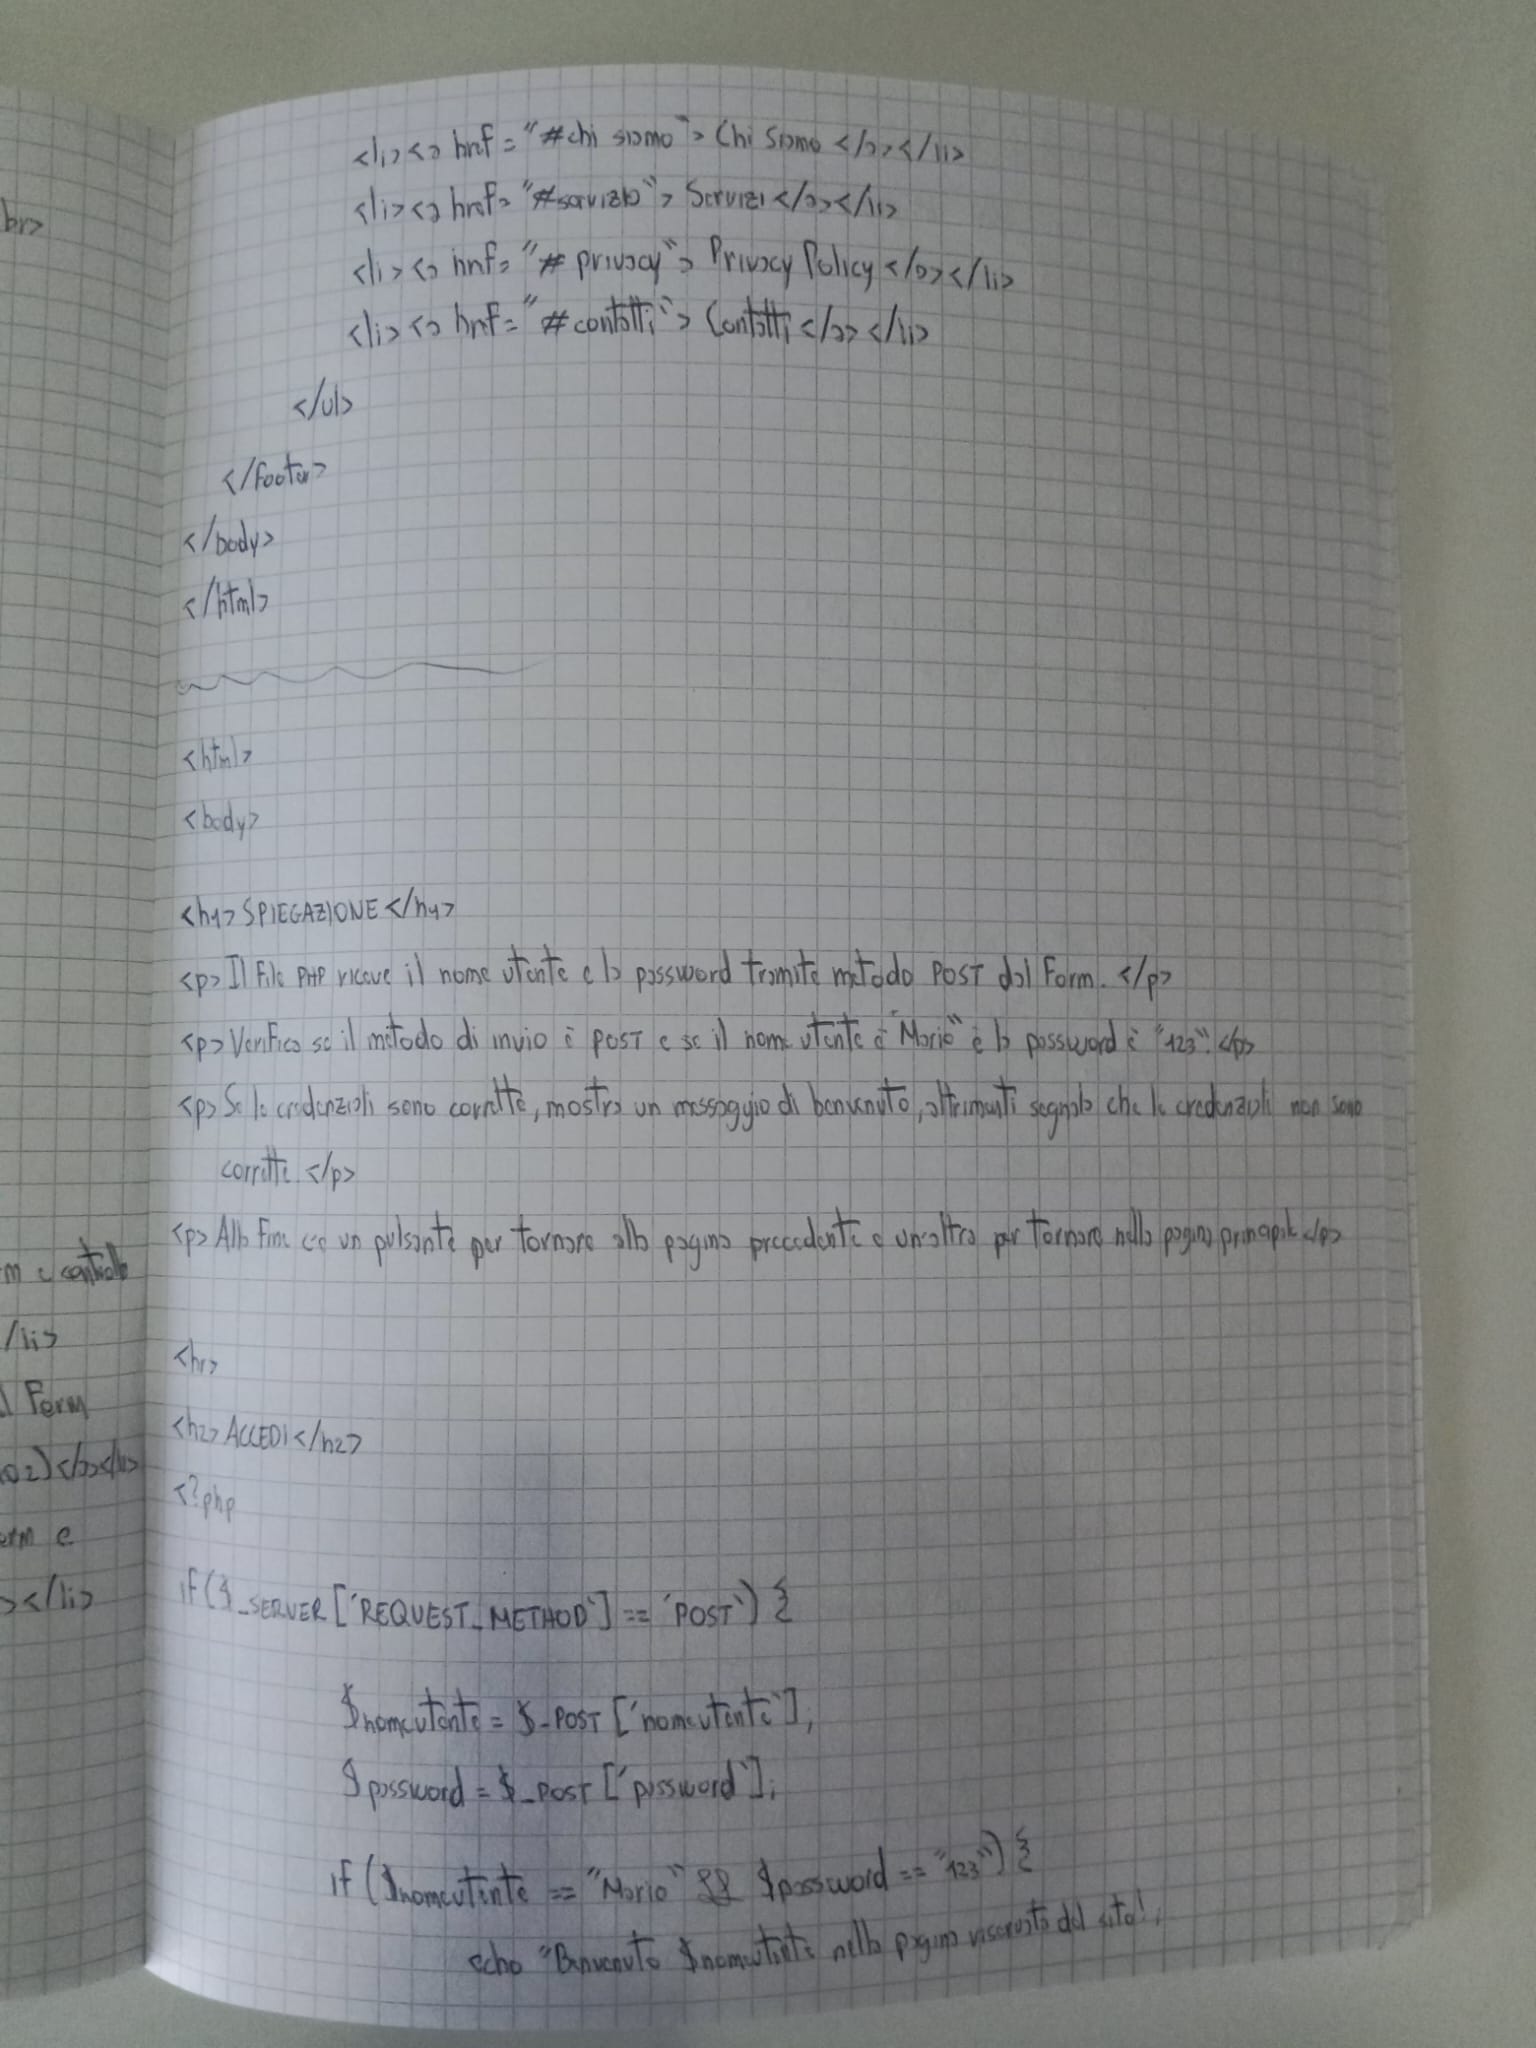 <li><a href="#chi siamo"> Chi Siamo </a></li>
<li><a href="#servizio"> Servizi </a></li>
<li><a href="# privacy"> Privacy Policy </a></li>
<li><a href="#contatti"> Contatti </a></li>
</ul>
</footer>
</body>
</html>
<html>
<body>
<h1> SPIEGAZIONE </h1>
<p> Il File PHP riceve il nome utente e la password tramite metodo POST dal Form. </p>
<p> Verifica se il metodo di invio è POST e se il nome utente è "Mario" e la password è "123". </p>
<p> Se le credenziali sono corrette, mostra un messaggio di benvenuto, altrimenti segnala che le credenziali non sono
corrette. </p>
<p> Alla Fine c'è un pulsante per tornare alla pagina precedente e un'altro per tornare nella pagina principale </p>
<hr>
<h2> ACCEDI </h2>
<?php
if ($_SERVER ['REQUEST_METHOD'] == 'POST') {
$nomeutente = $_POST ['nomeutente'];
$password = $_POST ['password'];
if ($nomeutente == "Mario" && $password == "123") {
echo "Benvenuto $nomeutente nella pagina riservata del sito!;
br>
m e controllo
/li>
l Form
02)</a></li>
orm e
></li>